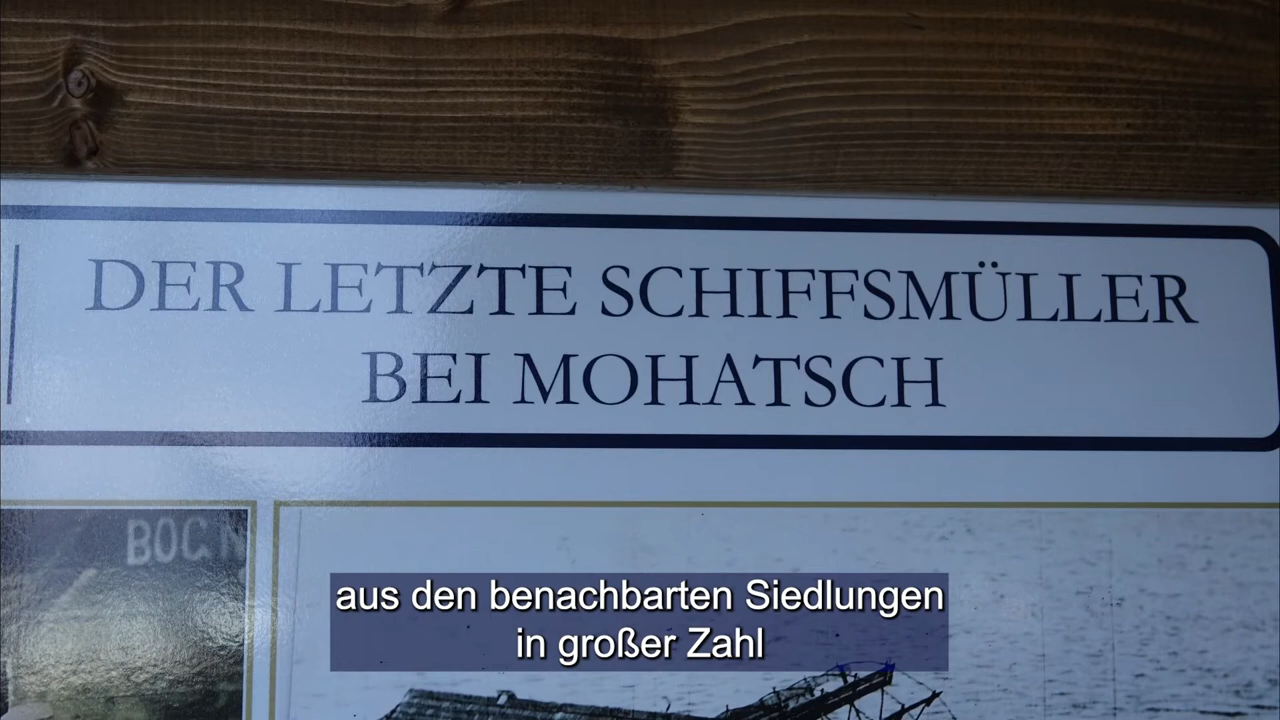 DER LETZTE SCHIFFSMÜLLER
BEI MOHATSCH
aus den benachbarten Siedlungen
in großer Zahl